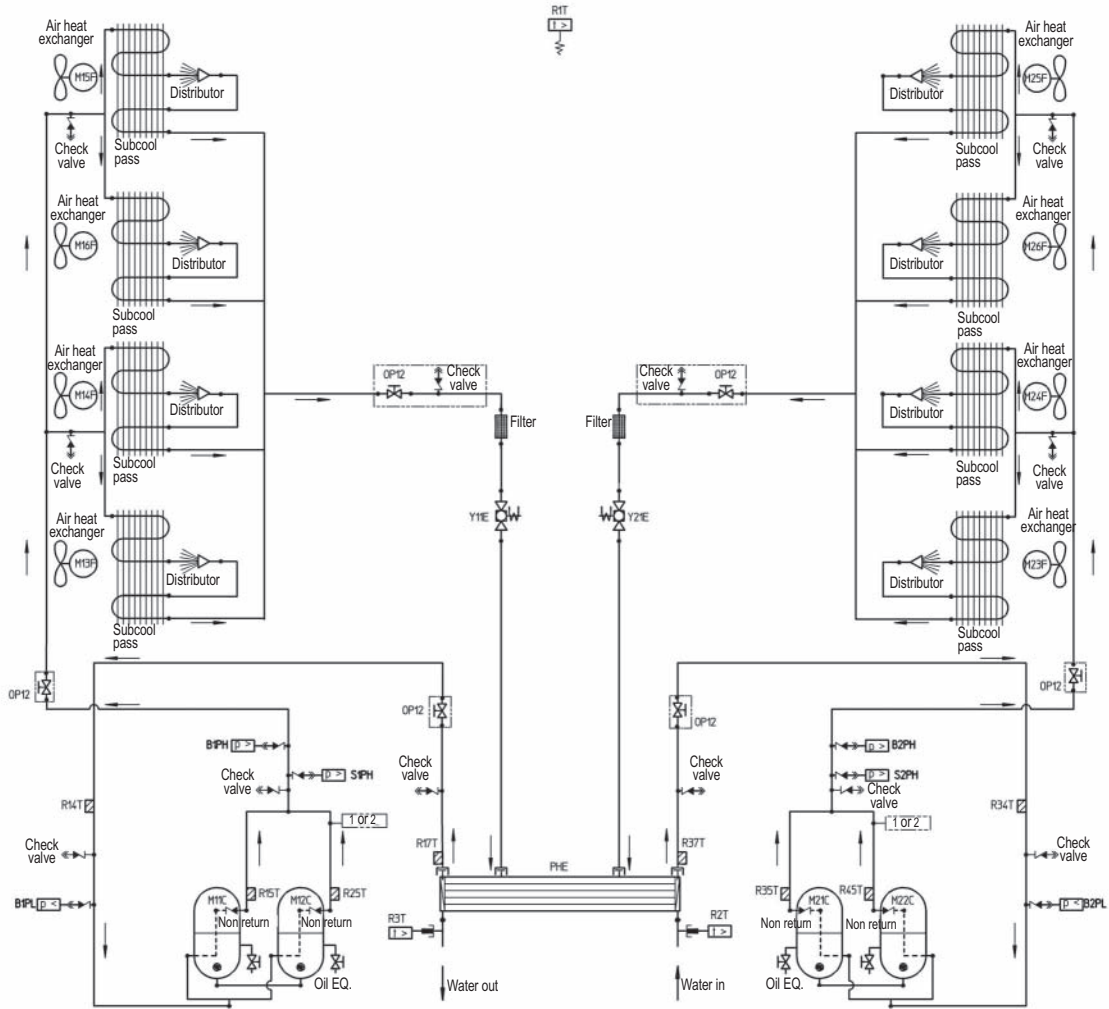 R1T
t >
Air heat
exchanger
M15F
Distributor
Check
valve
Subcool
pass
Air heat
exchanger
M25F
Distributor
Check
valve
Subcool
pass
Air heat
exchanger
M16F
Distributor
Subcool
pass
Air heat
exchanger
M26F
Distributor
Subcool
pass
Air heat
exchanger
M14F
Distributor
Check
valve
Subcool
pass
OP12
Check
valve
Filter
Y11E
Check
valve
OP12
Filter
Y21E
Air heat
exchanger
M24F
Distributor
Check
valve
Subcool
pass
Air heat
exchanger
M13F
Distributor
Subcool
pass
Air heat
exchanger
M23F
Distributor
Subcool
pass
OP12
OP12
OP12
OP12
B1PH p >
p > S1PH
Check
valve
Check
valve
R14T
1 or 2
Check
valve
R17T
B1PL p <
M11C
R15T
M12C
R25T
Non return
Non return
Oil EQ.
PHE
R3T
t >
R2T
t >
Water out
Water in
p > B2PH
p > S2PH
Check
valve
Check
valve
R34T
1 or 2
R37T
Check
valve
R35T
M21C
R45T
M22C
Non return
Non return
Oil EQ.
p < B2PL